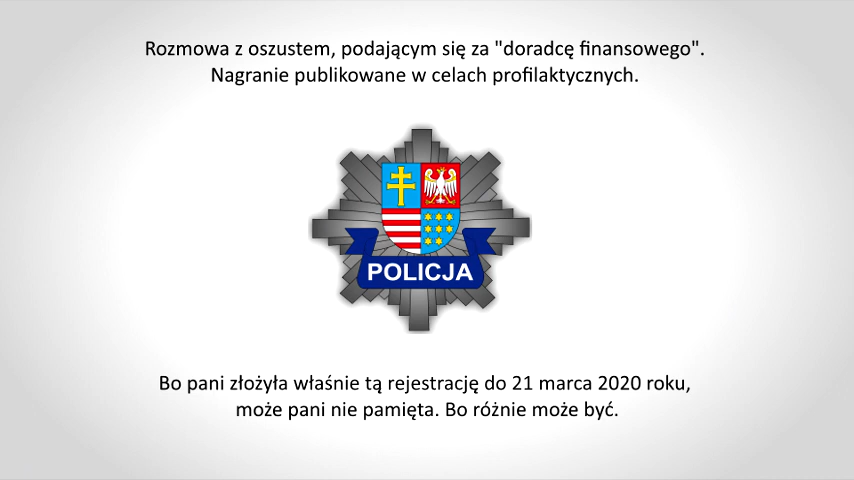 Rozmowa z oszustem, podającym się za "doradcę finansowego".
Nagranie publikowane w celach profilaktycznych.
POLICJA
Bo pani złożyła właśnie tą rejestrację do 21 marca 2020 roku,
może pani nie pamięta. Bo różnie może być.